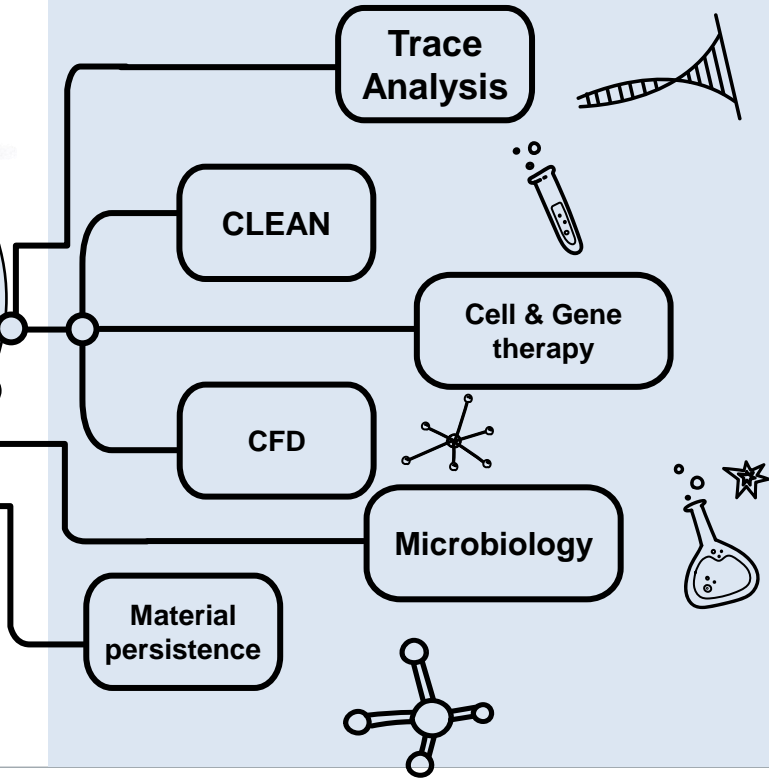 Trace
Analysis
CLEAN
Cell & Gene
therapy
CFD
Microbiology
Material
persistence